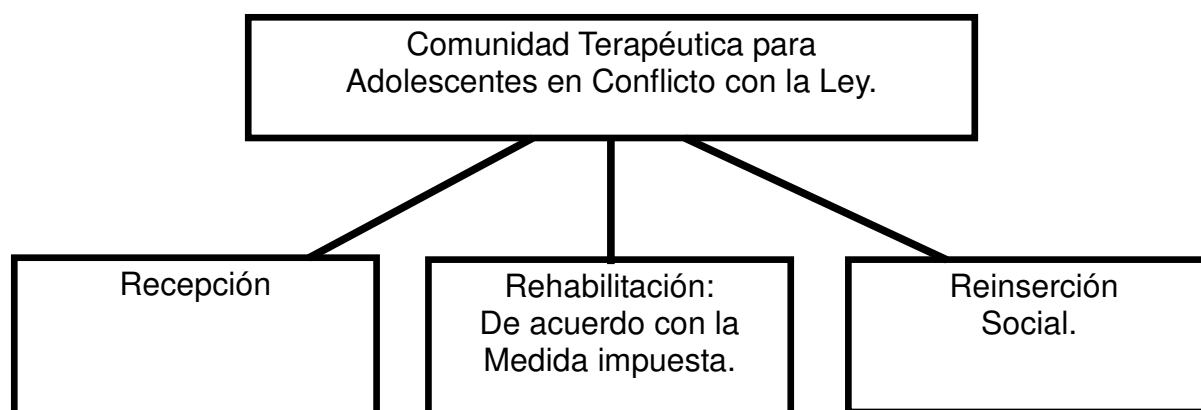 Comunidad Terapéutica para
Adolescentes en Conflicto con la Ley.
Recepción
Rehabilitación:
De acuerdo con la
Medida impuesta.
Reinserción
Social.